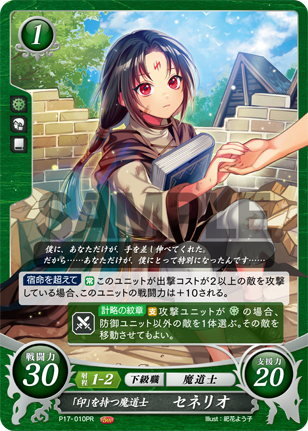 1
SAMPLE
僕に、あなただけが、手を差し伸べてくれた。
だから……あなただけが、僕にとって特別になったんです……
宿命を超えて 常 このユニットが出撃コストが2以上の敵を攻撃
している場合、このユニットの戦闘力は+10される。
計略の紋章 支 攻撃ユニットが の場合、
防御ユニット以外の敵を1体選ぶ。その敵を
移動させてもよい。
戦闘力
30
射程 1-2 下級職 魔道士
「印」を持つ魔道士 セネリオ
支援力
20
P17-010PR
Illust:紀花よう子